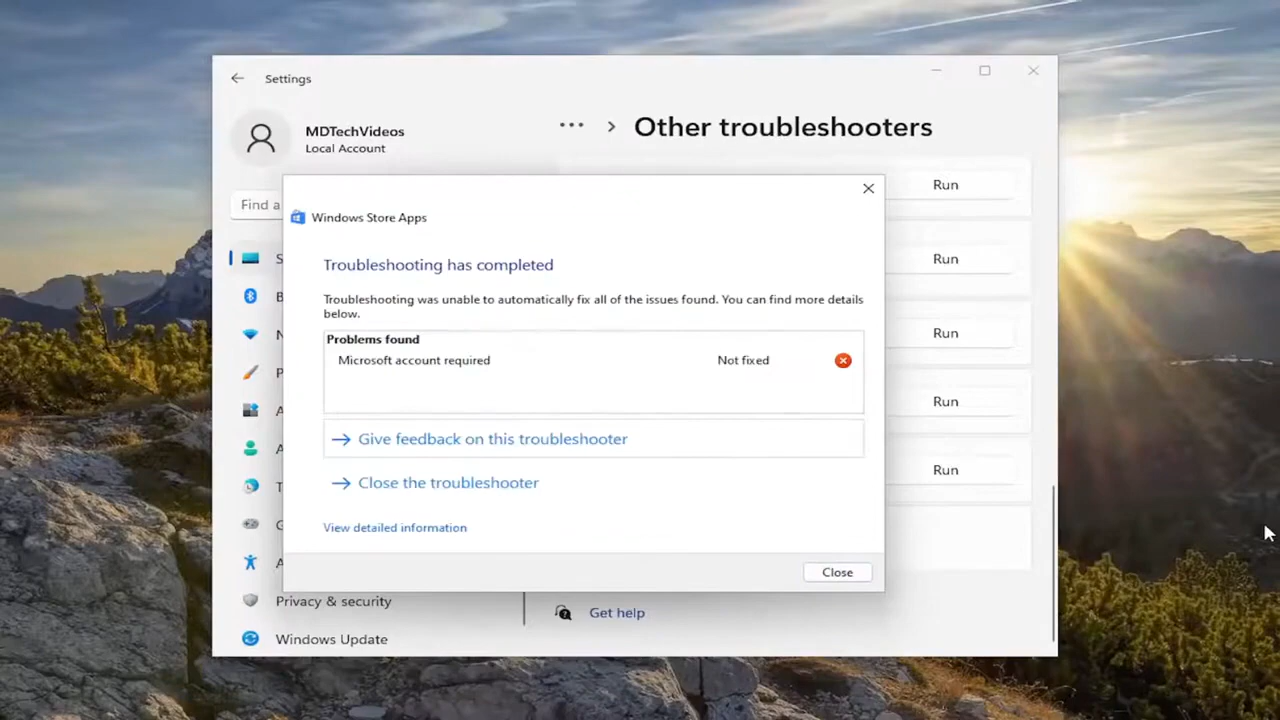 Settings
MDTechVideos
Local Account
... > Other troubleshooters
Find a
Run
Run
Run
Run
Run
Windows Store Apps
Troubleshooting has completed
Troubleshooting was unable to automatically fix all of the issues found. You can find more details
below.
Problems found
Microsoft account required Not fixed
Give feedback on this troubleshooter
Close the troubleshooter
View detailed information
Close
S
B
N
P
A
A
T
G
A
Privacy & security
Windows Update
Get help